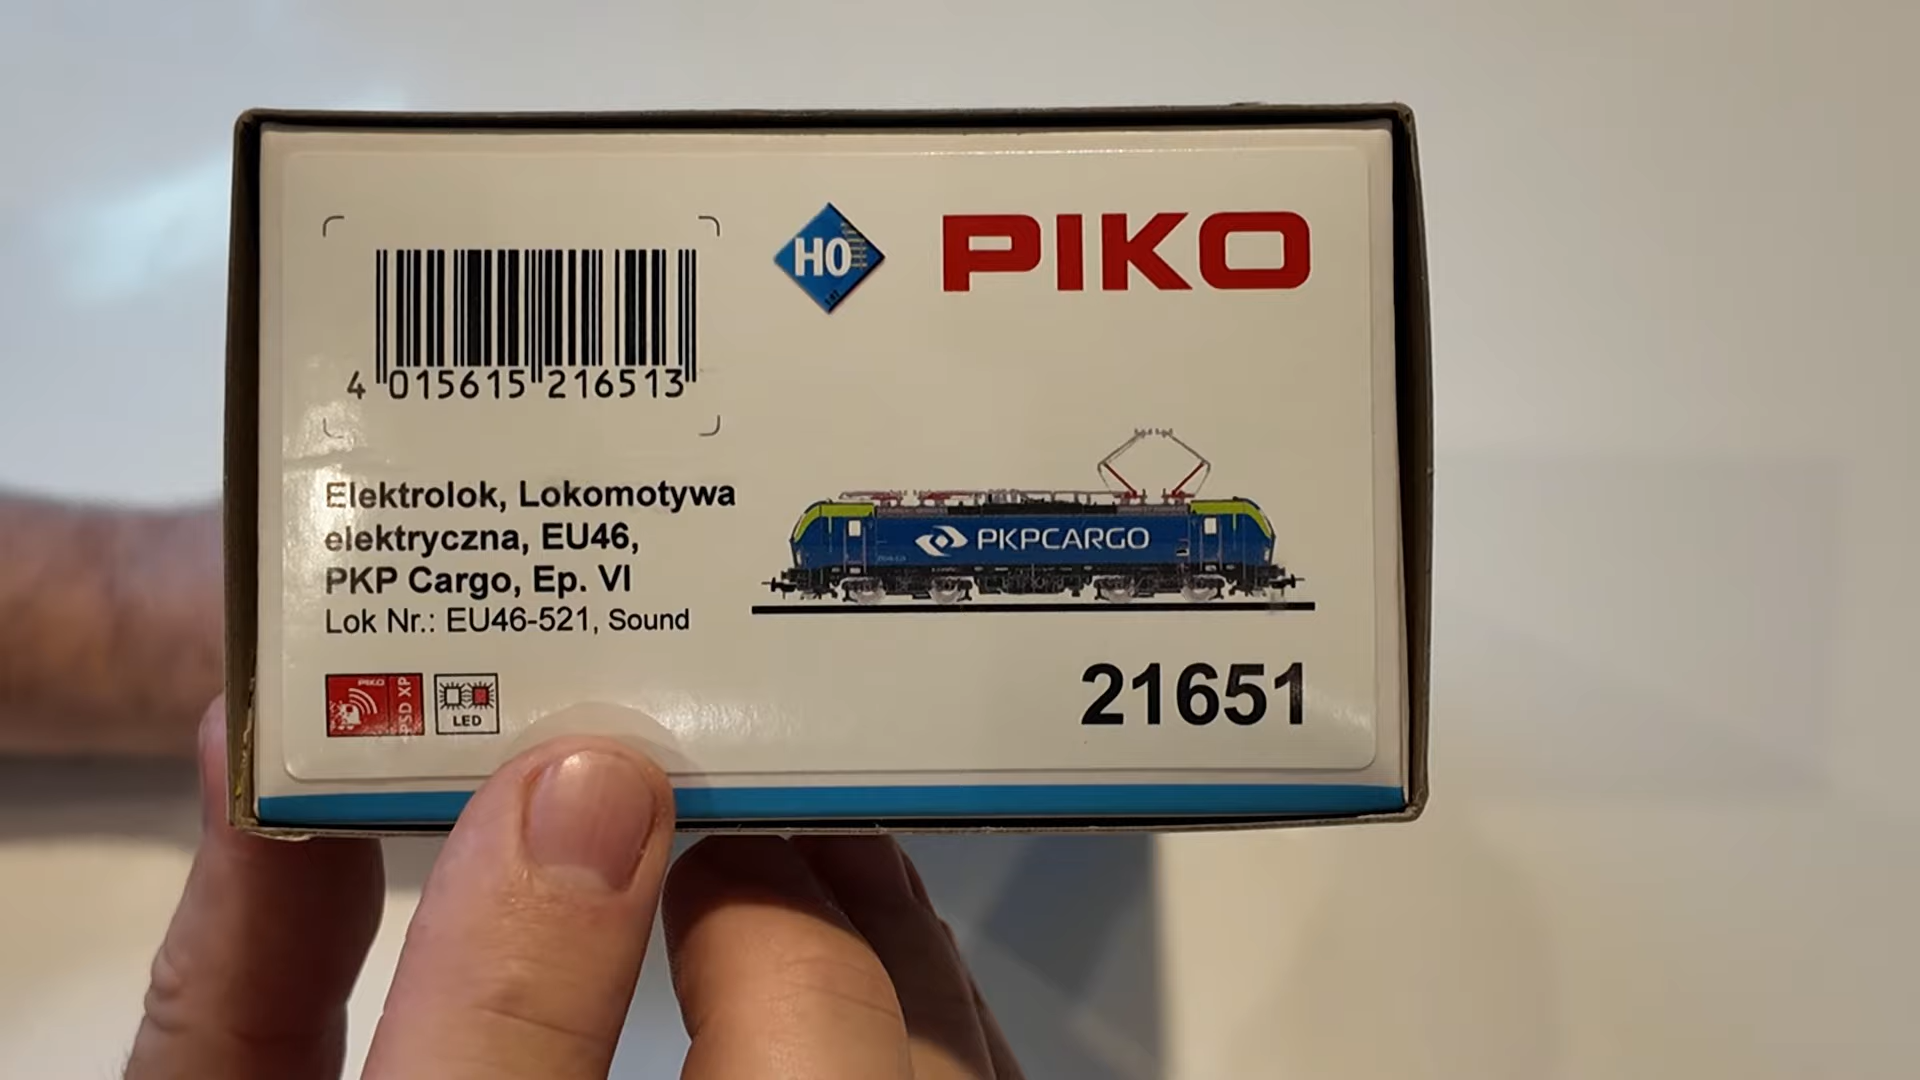 H0
PIKO
4 015615 216513
Elektrolok, Lokomotywa
elektryczna, EU46,
PKP Cargo, Ep. VI
Lok Nr.: EU46-521, Sound
PKPCARGO
PIKO
PSD XP
LED
21651